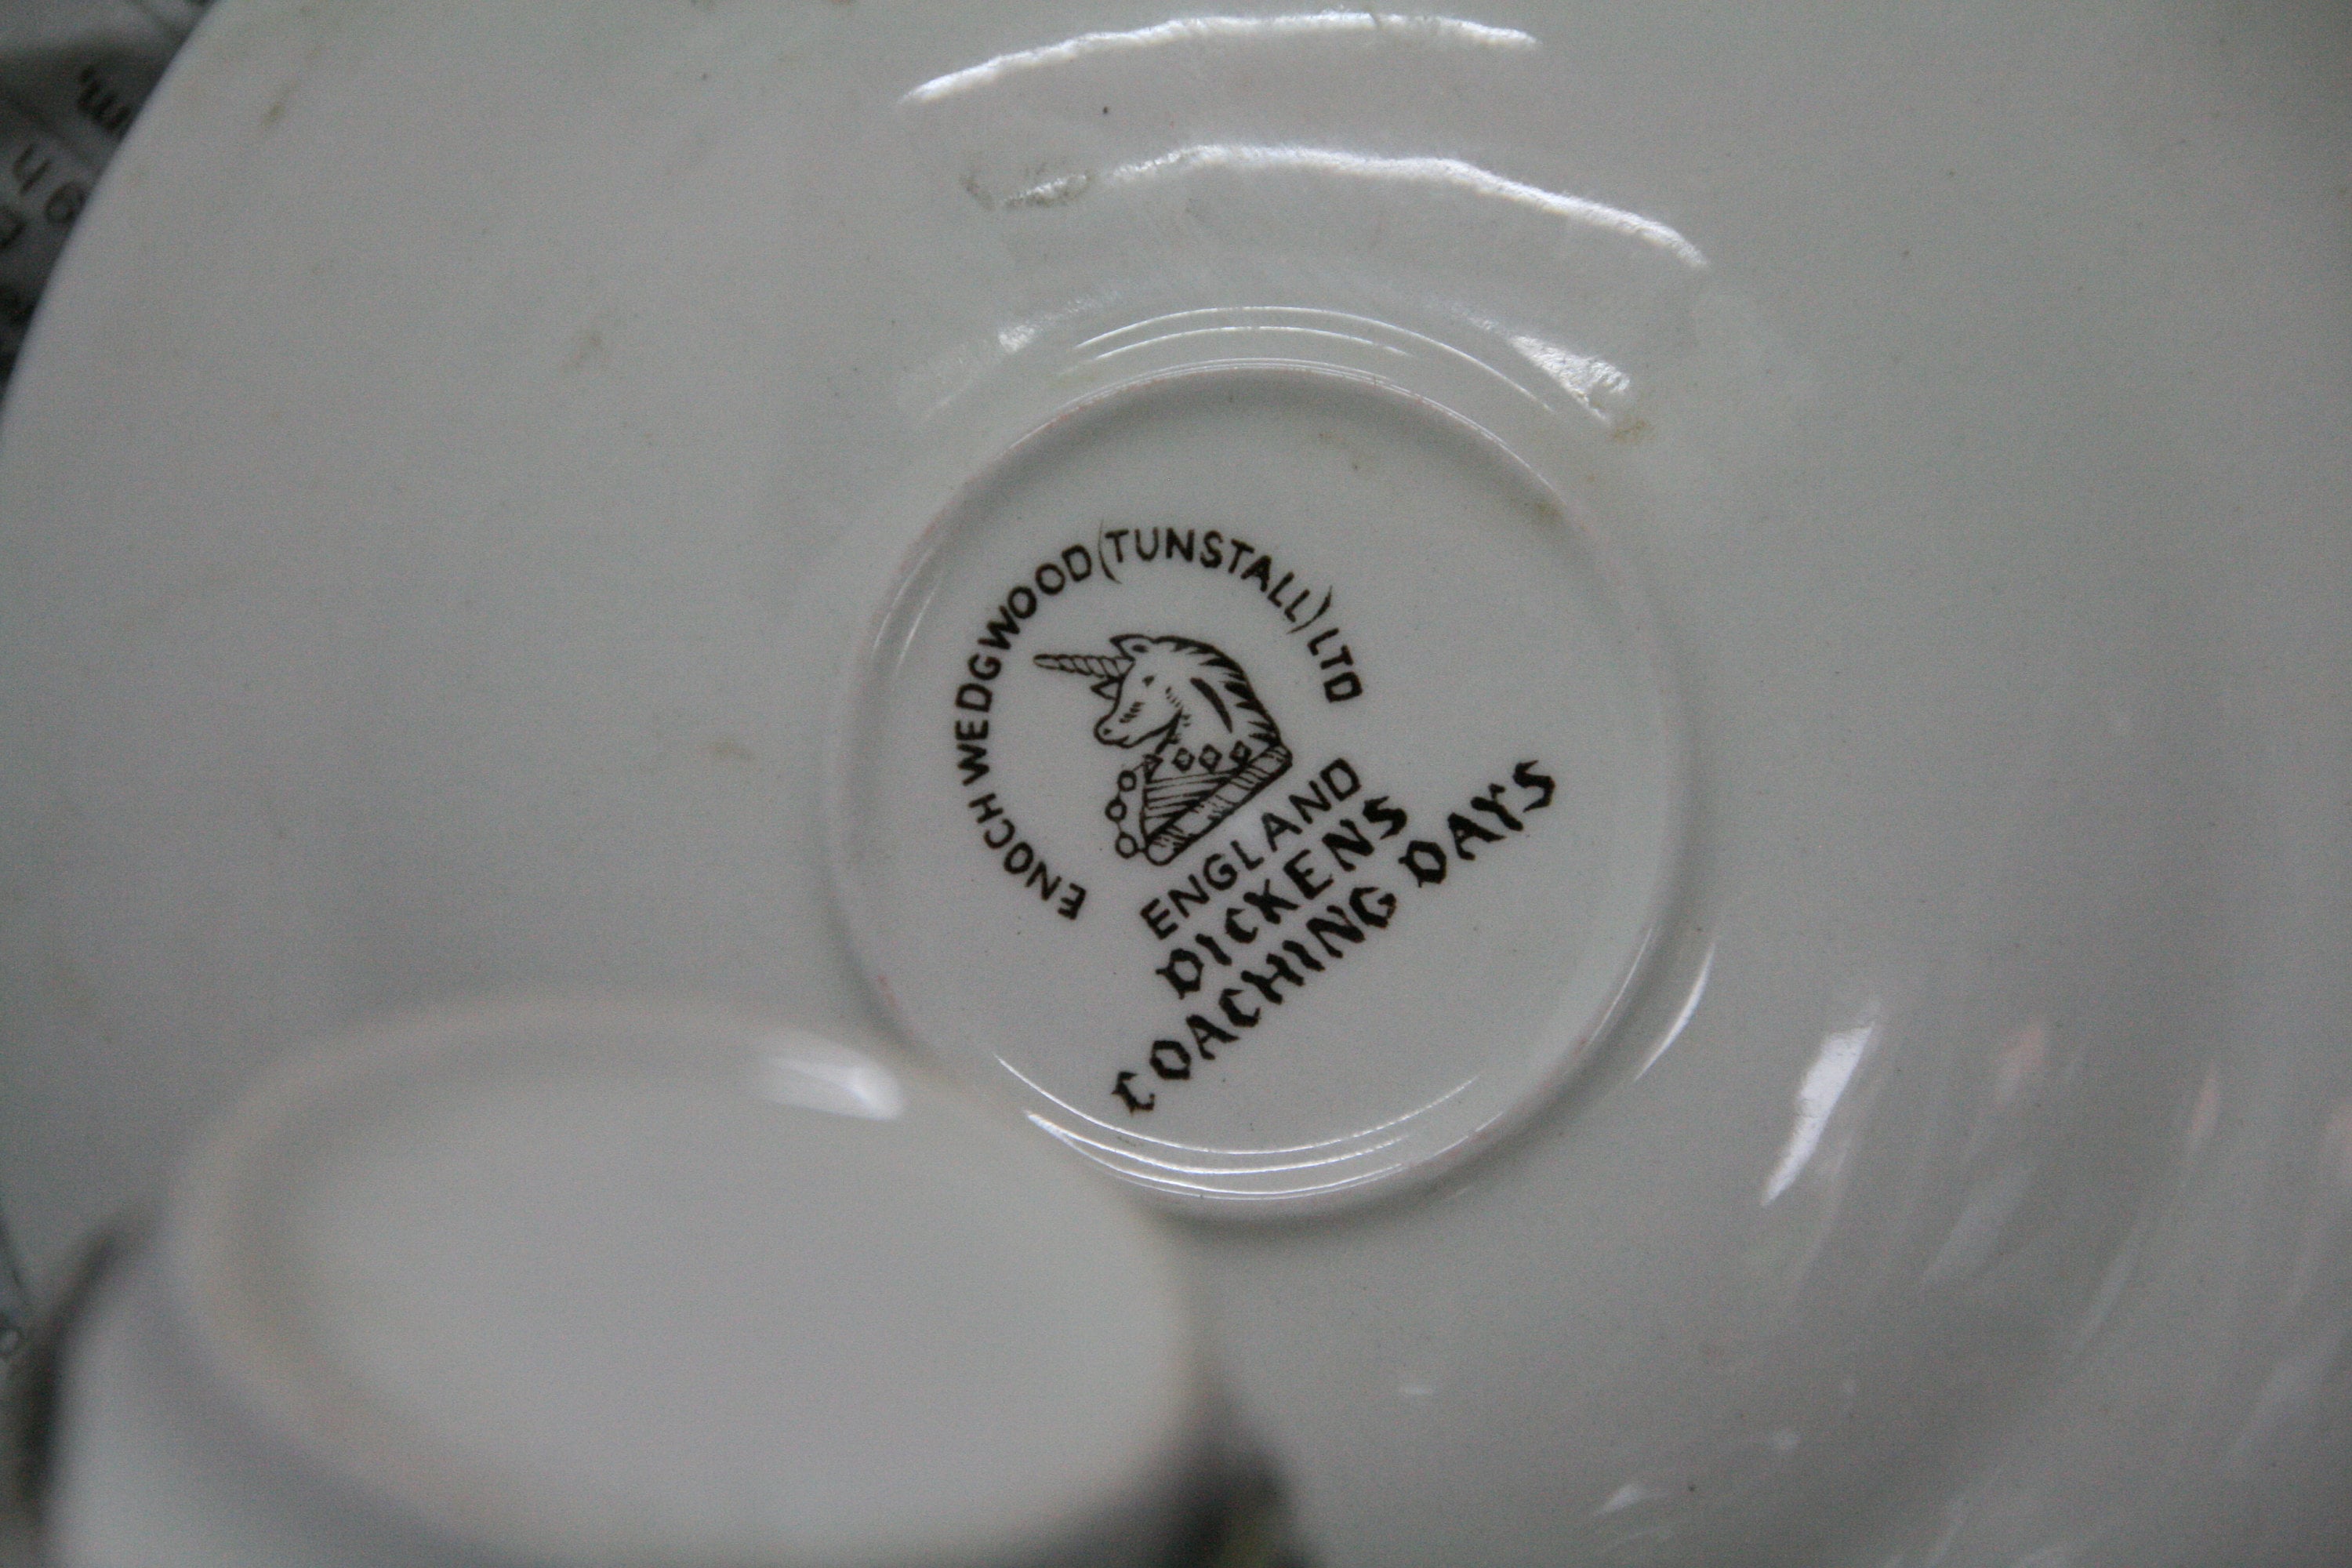 ENOCH WEDGWOOD (TUNSTALL) LTD
ENGLAND
DICKENS
COACHING DAYS